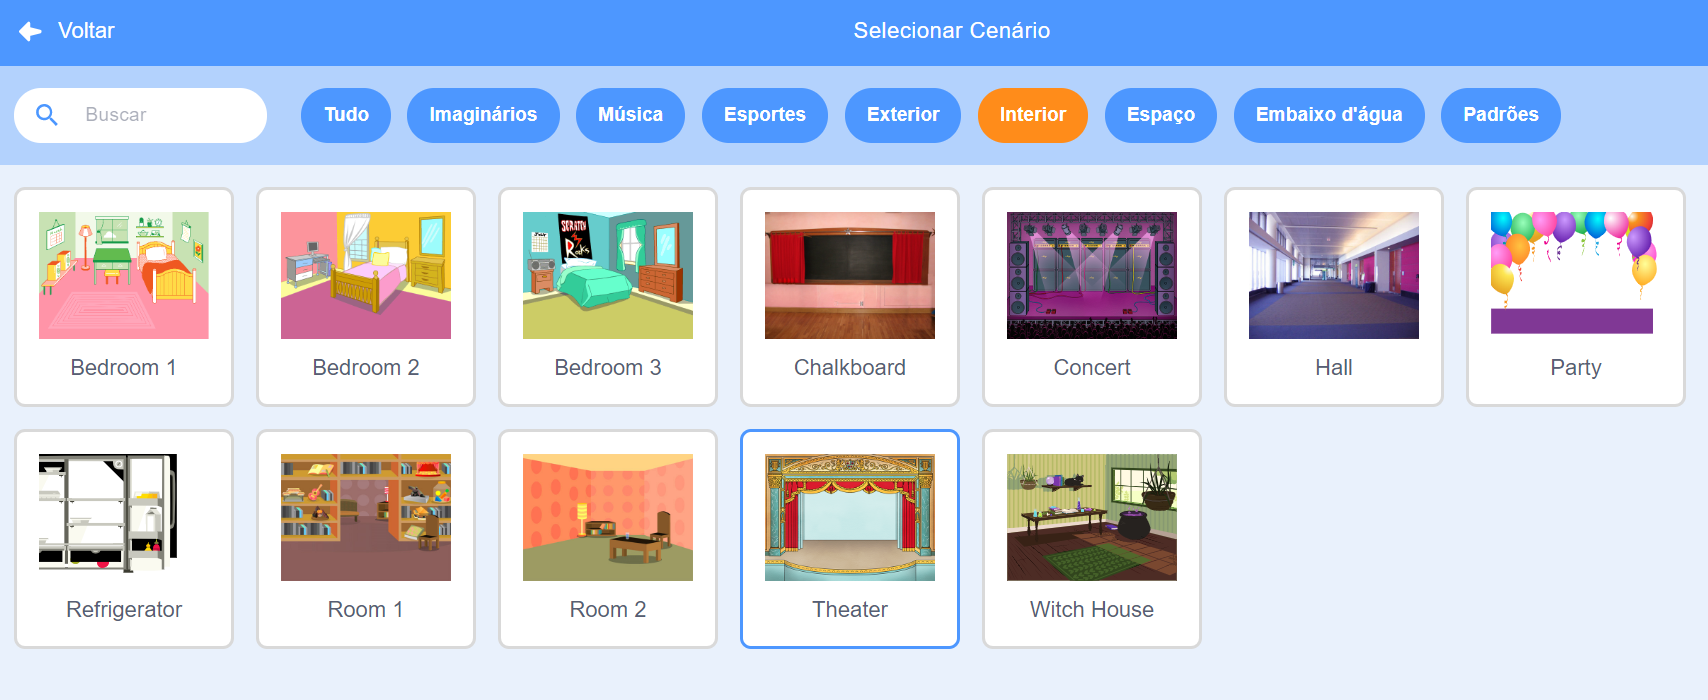 Voltar
Selecionar Cenário
Buscar
Tudo
Imaginários
Música
Esportes
Exterior
Interior
Espaço
Embaixo d'água
Padrões
SCRATCH
Rocks
Bedroom 1
Bedroom 2
Bedroom 3
Chalkboard
Concert
Hall
Party
Refrigerator
Room 1
Room 2
Theater
Witch House